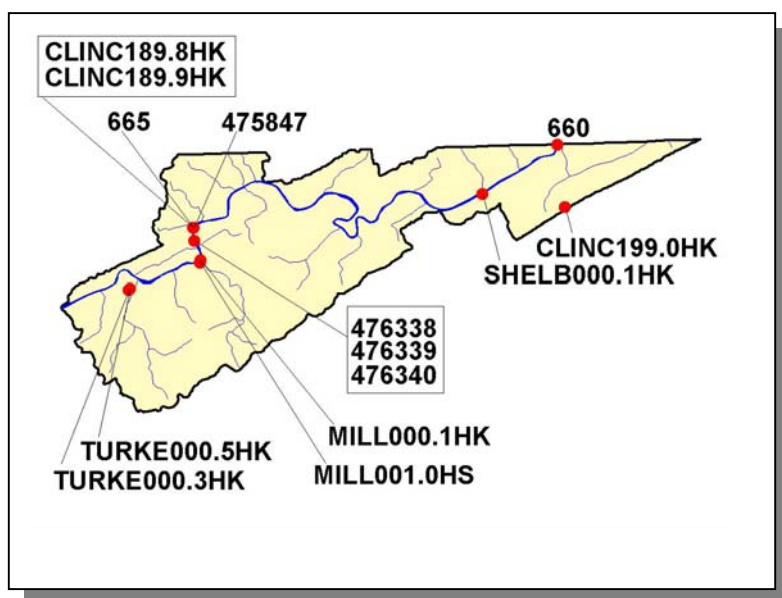 CLINC189.8HK
CLINC189.9HK
665
475847
660
CLINC199.0HK
SHELB000.1HK
476338
476339
476340
MILL000.1HK
TURKE000.5HK
MILL001.0HS
TURKE000.3HK